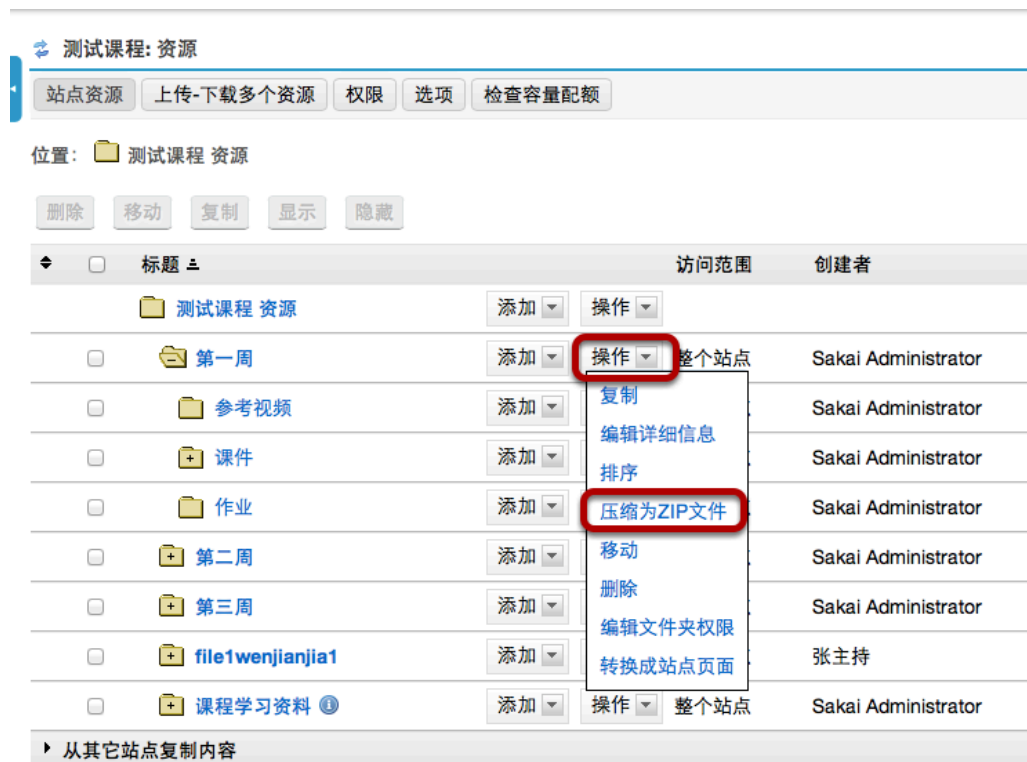 测试课程: 资源
站点资源 上传-下载多个资源 权限 选项 检查容量配额
位置: 测试课程 资源
删除 移动 复制 显示 隐藏
标题 访问范围 创建者
测试课程 资源 添加 操作
第一周 添加 操作 整个站点 Sakai Administrator
复制
参考视频 添加 Sakai Administrator
编辑详细信息
课件 添加 Sakai Administrator
排序
作业 添加 压缩为ZIP文件 Sakai Administrator
第二周 添加 移动 Sakai Administrator
删除
第三周 添加 Sakai Administrator
编辑文件夹权限
file1wenjianjia1 添加 张主持
转换成站点页面
课程学习资料 添加 操作 整个站点 Sakai Administrator
从其它站点复制内容